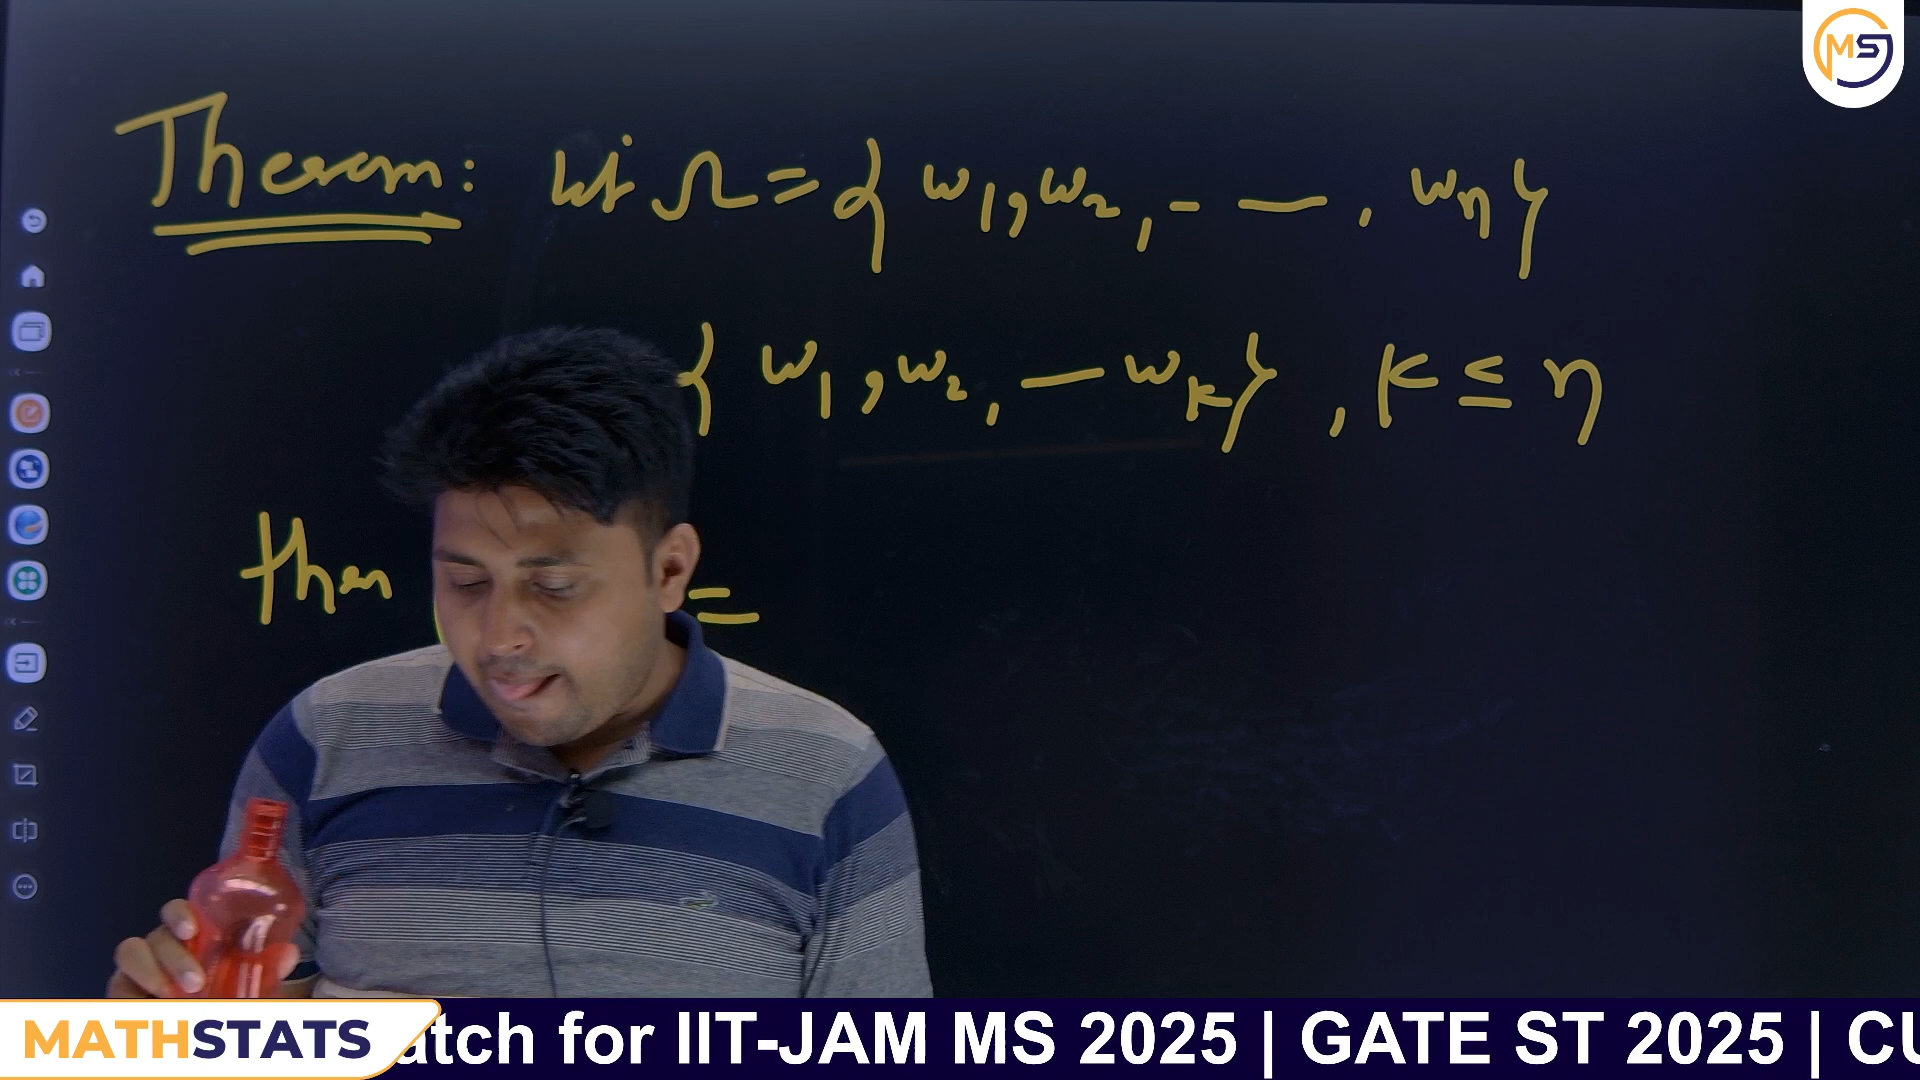 MS
Therem: let Ω = { w₁, w₂, - —, wₙ}
{ w₁, w₂, — wₖ} , k ≤ n
then =
MATHSTATS atch for IIT-JAM MS 2025 | GATE ST 2025 | CU